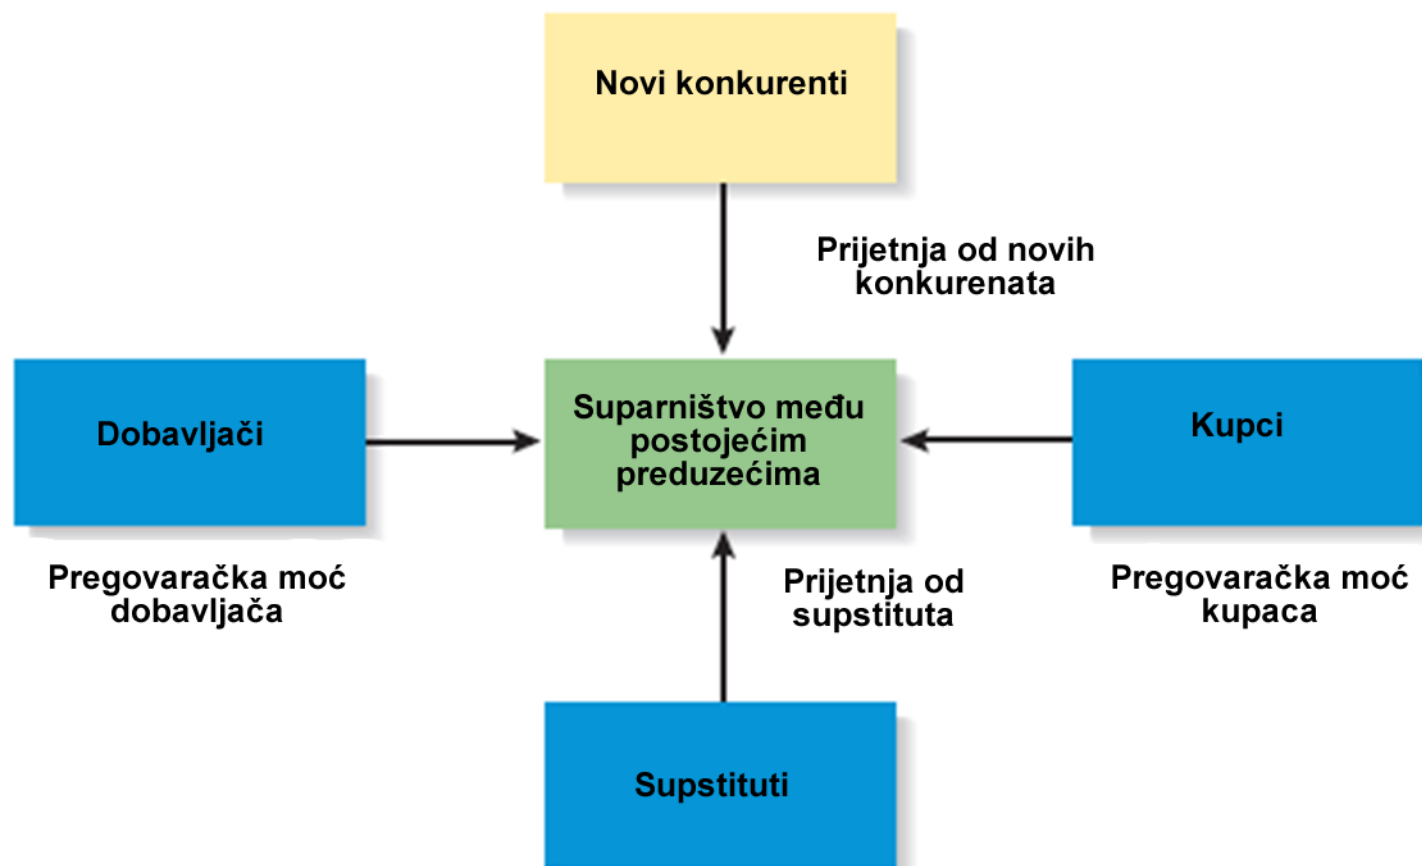 Novi konkurenti
Prijetnja od novih
konkurenata
Dobavljači
Suparništvo među
postojećim
preduzećima
Kupci
Pregovaračka moć
dobavljača
Prijetnja od
supstituta
Pregovaračka moć
kupaca
Supstituti